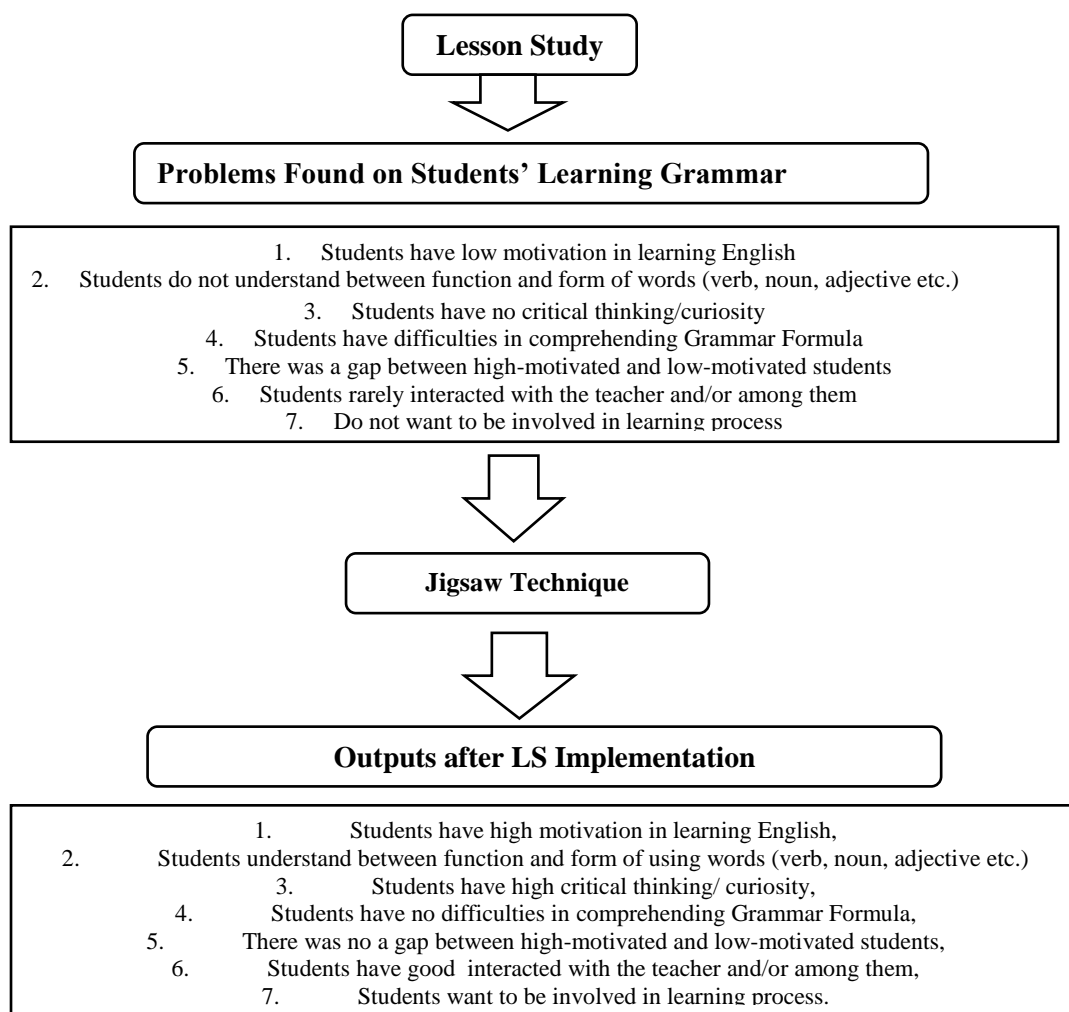 Lesson Study
Problems Found on Students’ Learning Grammar
1. Students have low motivation in learning English
2. Students do not understand between function and form of words (verb, noun, adjective etc.)
3. Students have no critical thinking/curiosity
4. Students have difficulties in comprehending Grammar Formula
5. There was a gap between high-motivated and low-motivated students
6. Students rarely interacted with the teacher and/or among them
7. Do not want to be involved in learning process
Jigsaw Technique
Outputs after LS Implementation
1. Students have high motivation in learning English,
2. Students understand between function and form of using words (verb, noun, adjective etc.)
3. Students have high critical thinking/ curiosity,
4. Students have no difficulties in comprehending Grammar Formula,
5. There was no a gap between high-motivated and low-motivated students,
6. Students have good interacted with the teacher and/or among them,
7. Students want to be involved in learning process.